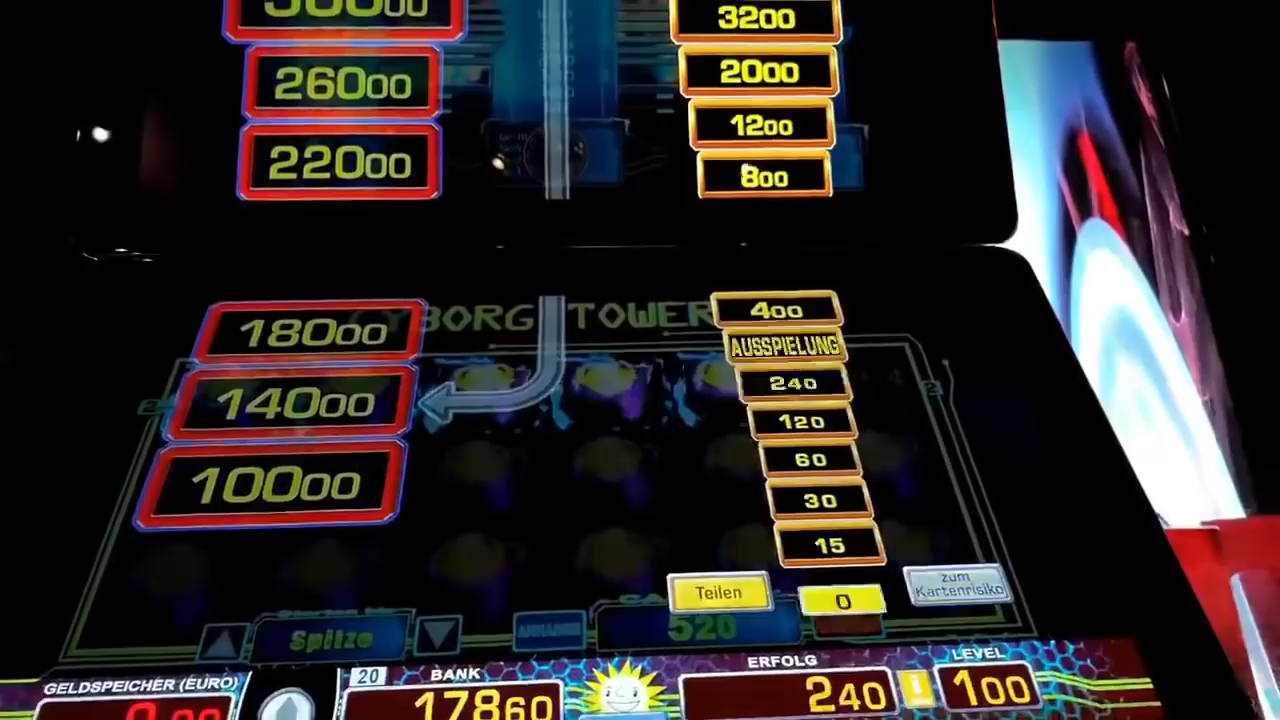 3200
26000
2000
1200
22000
800
CYBORG TOWER
400
18000
AUSSPIELUNG
240
14000
120
60
10000
30
15
Teilen
0
zum
Kartenrisiko
Spitze
520
GELDSPEICHER (EURO)
20
BANK
17860
ERFOLG
240
i
LEVEL
100